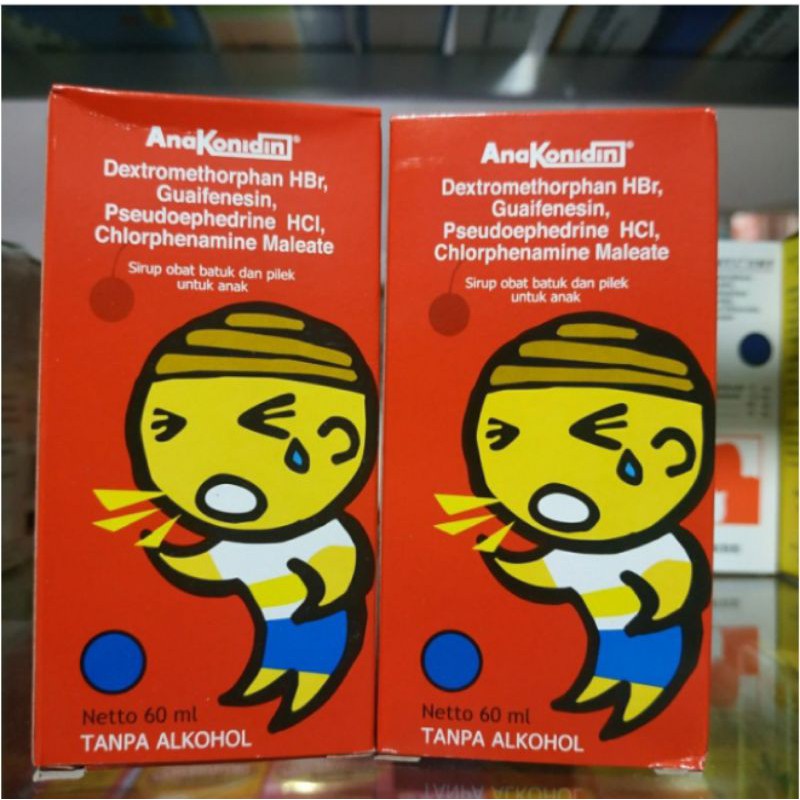 AnaKonidin®
Dextromethorphan HBr,
Guaifenesin,
Pseudoephedrine HCl,
Chlorphenamine Maleate
Sirup obat batuk dan pilek
untuk anak
Netto 60 ml
TANPA ALKOHOL
AnaKonidin®
Dextromethorphan HBr,
Guaifenesin,
Pseudoephedrine HCl,
Chlorphenamine Maleate
Sirup obat batuk dan pilek
untuk anak
Netto 60 ml
TANPA ALKOHOL